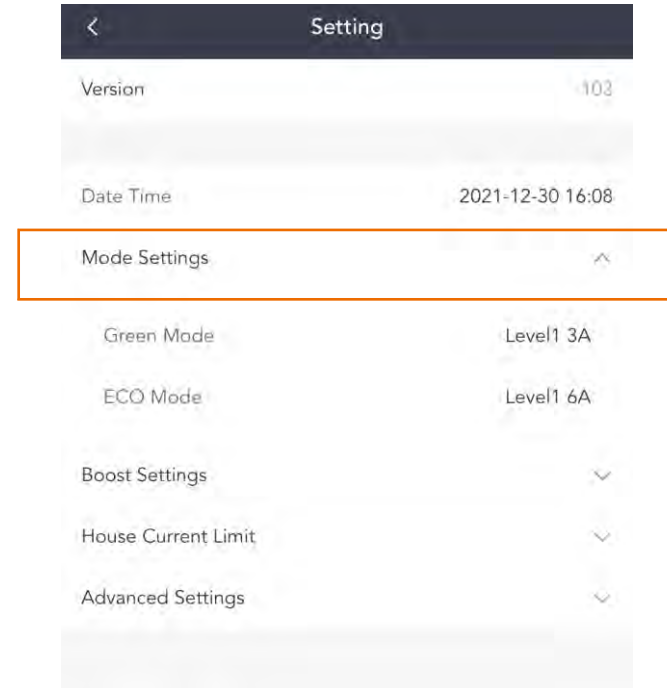 Setting
Version 103
Date Time 2021-12-30 16:08
Mode Settings
Green Mode Level1 3A
ECO Mode Level1 6A
Boost Settings
House Current Limit
Advanced Settings